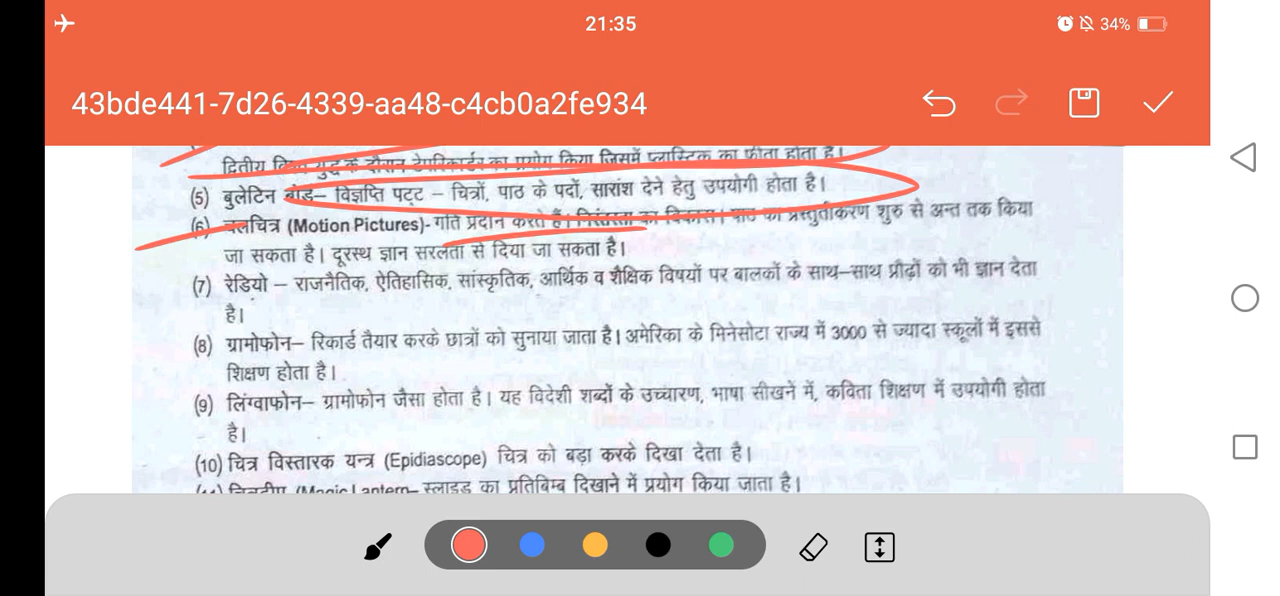 21:35
34%
43bde441-7d26-4339-aa48-c4cb0a2fe934
द्वितीय विश्व युद्ध के दौरान टेपरिकार्डर का प्रयोग किया जिसमें प्लास्टिक का फीता होता है।
(5) बुलेटिन बोर्ड– विज्ञप्ति पट्ट – चित्रों, पाठ के पदों, सारांश देने हेतु उपयोगी होता है।
(6) चलचित्र (Motion Pictures)- गति प्रदान करते हैं। निरंतरता का विकास। पाठ का प्रस्तुतीकरण शुरु से अन्त तक किया
जा सकता है। दूरस्थ ज्ञान सरलता से दिया जा सकता है।
(7) रेडियो – राजनैतिक, ऐतिहासिक, सांस्कृतिक, आर्थिक व शैक्षिक विषयों पर बालकों के साथ–साथ प्रौढ़ों को भी ज्ञान देता
है।
(8) ग्रामोफोन– रिकार्ड तैयार करके छात्रों को सुनाया जाता है। अमेरिका के मिनेसोटा राज्य में 3000 से ज्यादा स्कूलों में इससे
शिक्षण होता है।
(9) लिंग्वाफोन– ग्रामोफोन जैसा होता है। यह विदेशी शब्दों के उच्चारण, भाषा सीखनें में, कविता शिक्षण में उपयोगी होता
है।
(10) चित्र विस्तारक यन्त्र (Epidiascope) चित्र को बड़ा करके दिखा देता है।
(Magic Lantern– स्लाइड का प्रतिबिम्ब दिखाने में प्रयोग किया जाता है।